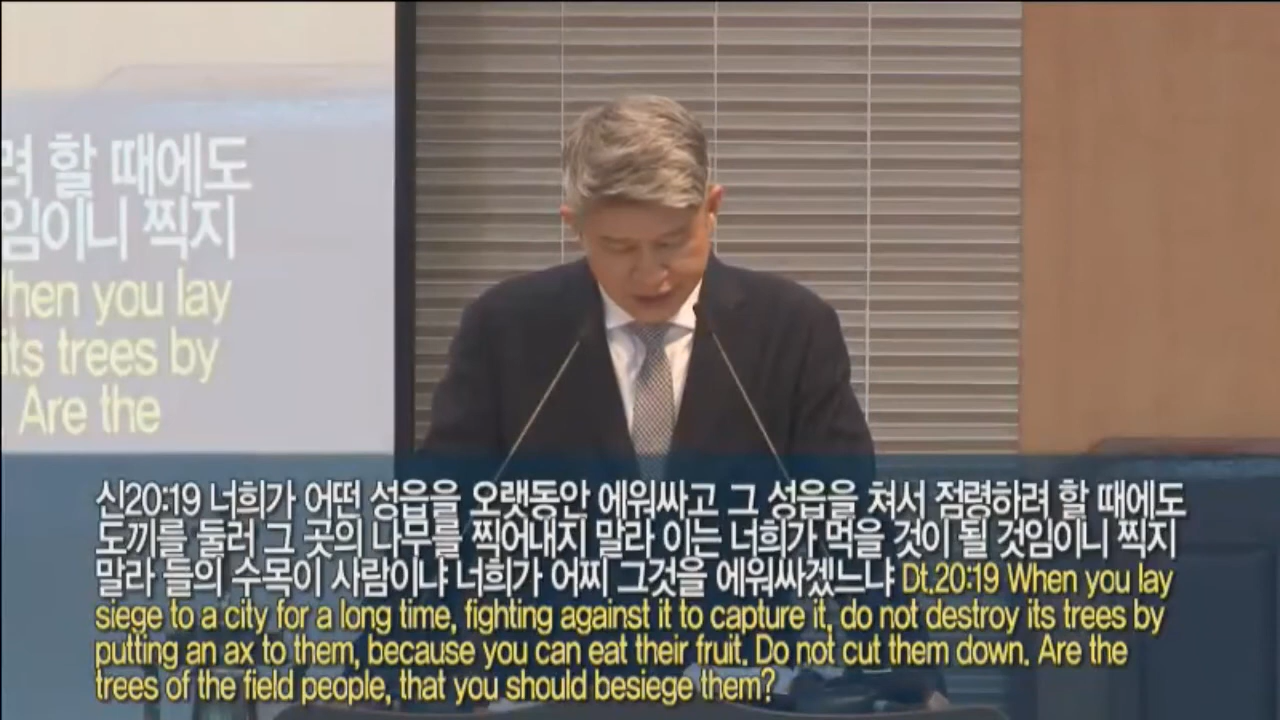 려 할 때에도
임이니 찍지
hen you lay
its trees by
Are the
신20:19 너희가 어떤 성읍을 오랫동안 에워싸고 그 성읍을 쳐서 점령하려 할 때에도
도끼를 둘러 그 곳의 나무를 찍어내지 말라 이는 너희가 먹을 것이 될 것임이니 찍지
말라 들의 수목이 사람이냐 너희가 어찌 그것을 에워싸겠느냐 Dt.20:19 When you lay
siege to a city for a long time, fighting against it to capture it, do not destroy its trees by
putting an ax to them, because you can eat their fruit. Do not cut them down. Are the
trees of the field people, that you should besiege them?